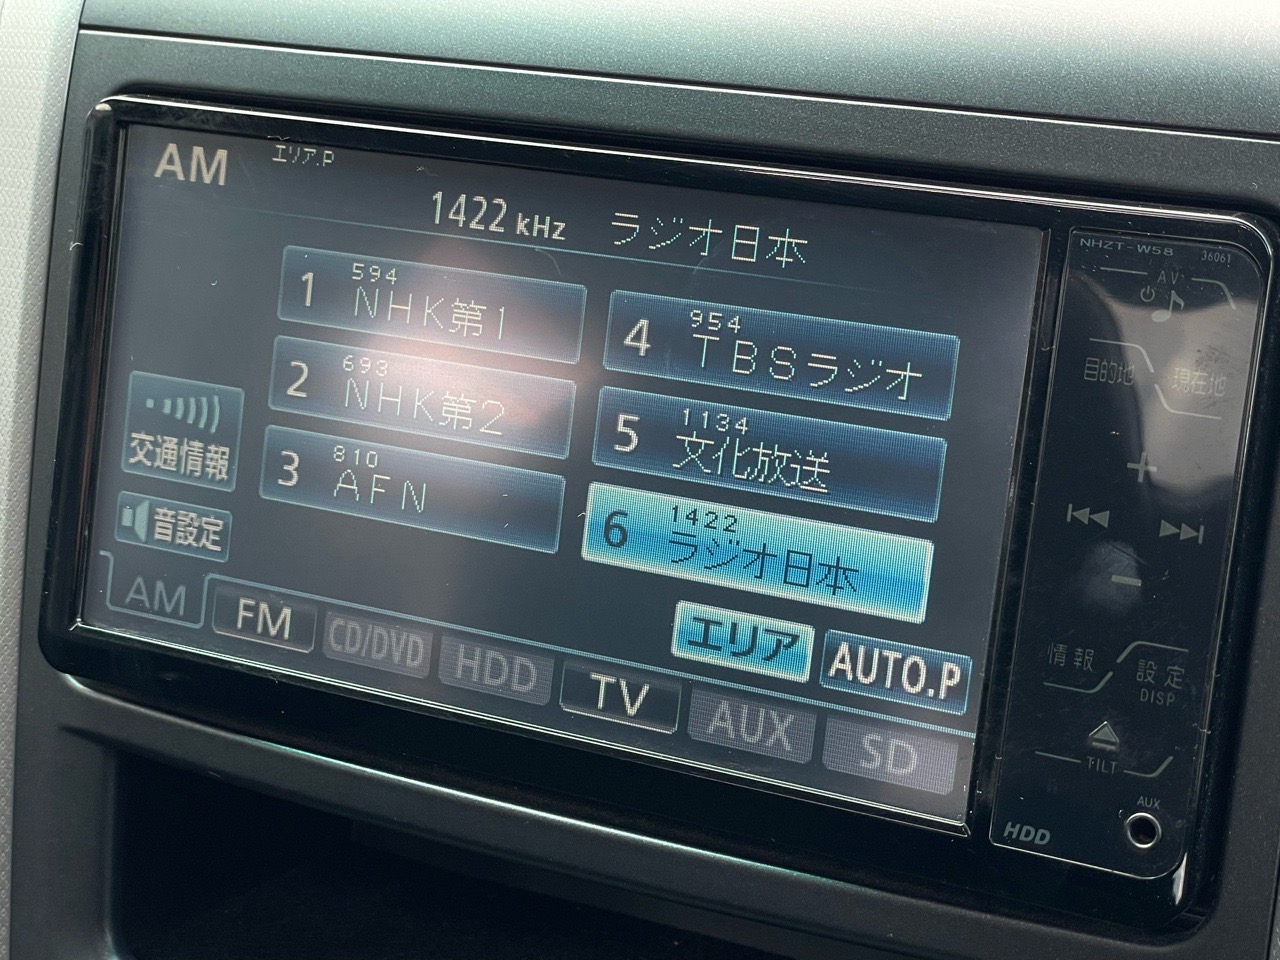 AM エリア.P
1422 kHz ラジオ日本
1
594
NHK第1
2
693
NHK第2
3
810
AFN
4
954
TBSラジオ
5
1134
文化放送
6
1422
ラジオ日本
交通情報
音設定
エリア
AUTO.P
AM
FM
CD/DVD
HDD
TV
AUX
SD
NHZT-W58
36061
AV
目的地
現在地
情報
設定
DISP
TILT
AUX
HDD